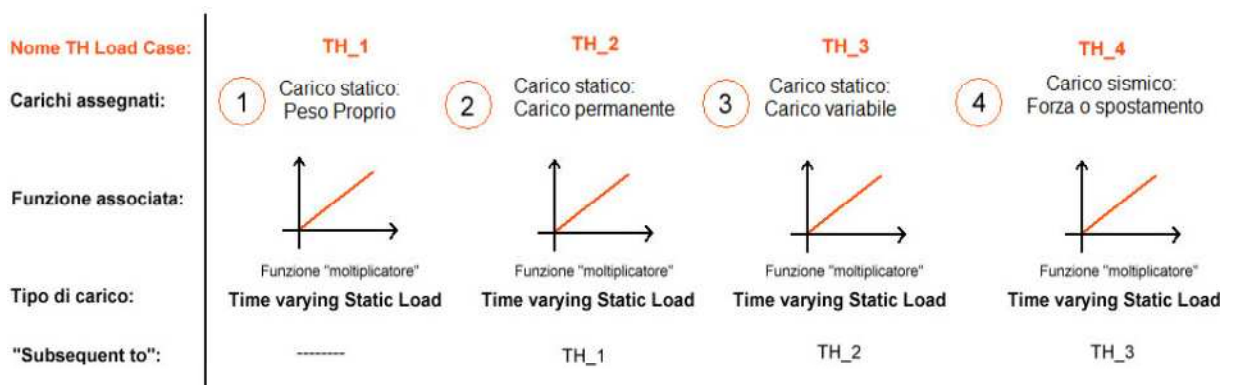 Nome TH Load Case: TH_1 TH_2 TH_3 TH_4
Carichi assegnati:
1 Carico statico:
Peso Proprio
2 Carico statico:
Carico permanente
3 Carico statico:
Carico variabile
4 Carico sismico:
Forza o spostamento
Funzione associata:
Funzione "moltiplicatore" Funzione "moltiplicatore" Funzione "moltiplicatore" Funzione "moltiplicatore"
Tipo di carico: Time varying Static Load Time varying Static Load Time varying Static Load Time varying Static Load
"Subsequent to": -------- TH_1 TH_2 TH_3